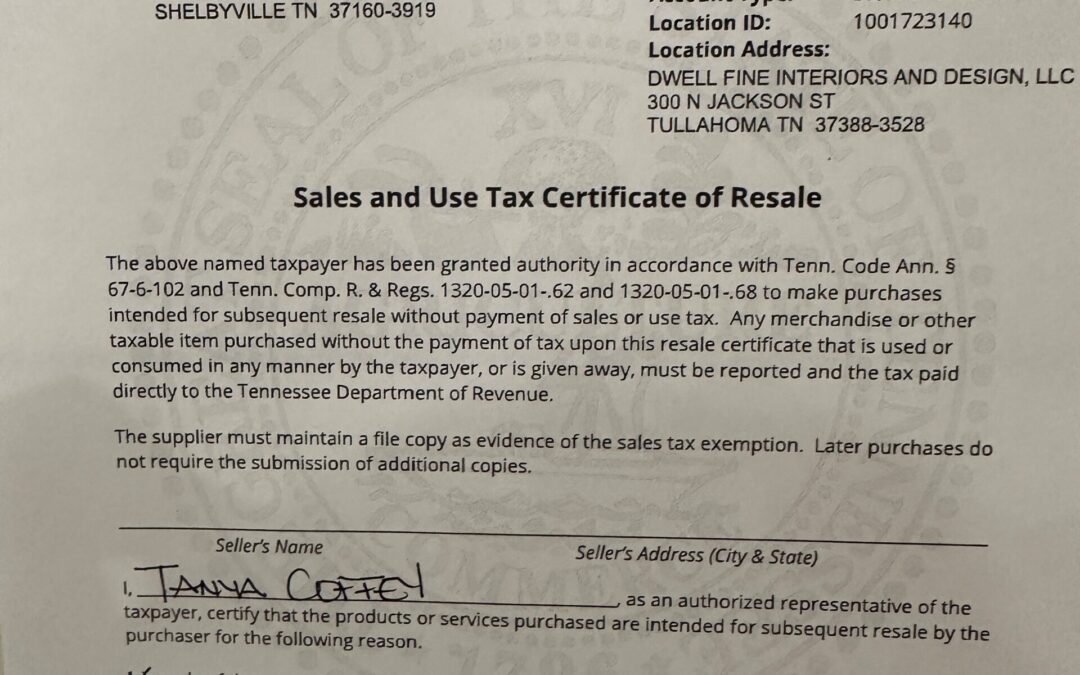 SHELBYVILLE TN 37160-3919
Account Type:
Location ID: 1001723140
Location Address:
DWELL FINE INTERIORS AND DESIGN, LLC
300 N JACKSON ST
TULLAHOMA TN 37388-3528
Sales and Use Tax Certificate of Resale
The above named taxpayer has been granted authority in accordance with Tenn. Code Ann. §
67-6-102 and Tenn. Comp. R. & Regs. 1320-05-01-.62 and 1320-05-01-.68 to make purchases
intended for subsequent resale without payment of sales or use tax. Any merchandise or other
taxable item purchased without the payment of tax upon this resale certificate that is used or
consumed in any manner by the taxpayer, or is given away, must be reported and the tax paid
directly to the Tennessee Department of Revenue.
The supplier must maintain a file copy as evidence of the sales tax exemption. Later purchases do
not require the submission of additional copies.
Seller's Name Seller's Address (City & State)
I, TANYA COFFEY, as an authorized representative of the
taxpayer, certify that the products or services purchased are intended for subsequent resale by the
purchaser for the following reason.